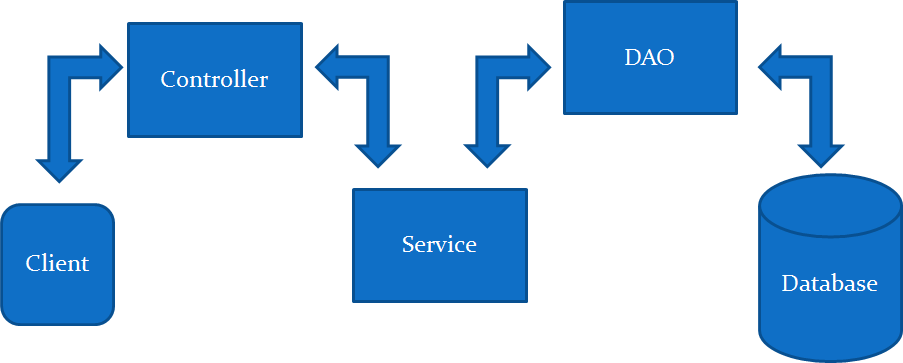 Client
Controller
Service
DAO
Database